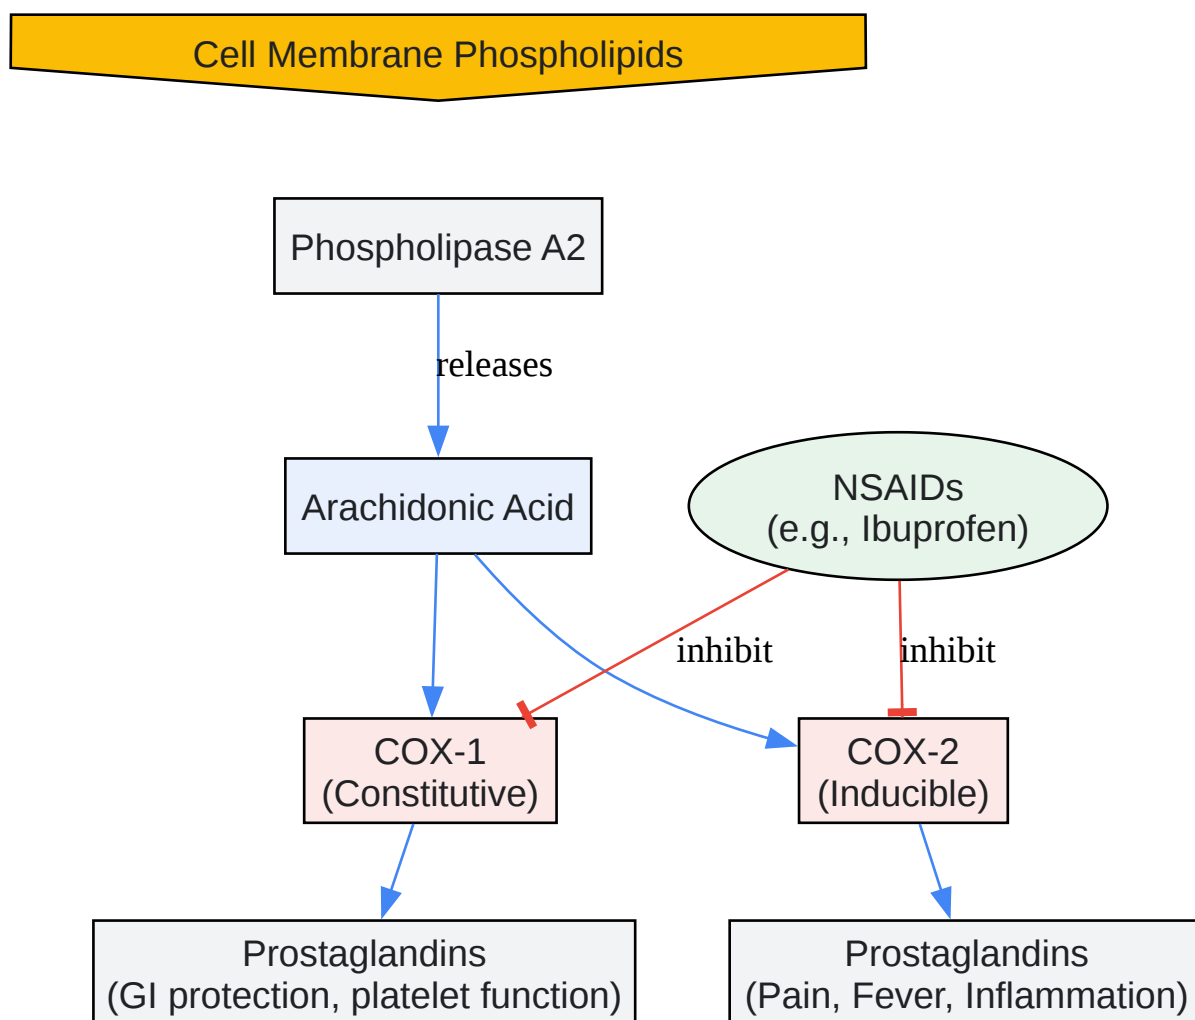 Cell Membrane Phospholipids
Phospholipase A2
releases
Arachidonic Acid
NSAIDs
(e.g., Ibuprofen)
inhibit
inhibit
COX-1
(Constitutive)
COX-2
(Inducible)
Prostaglandins
(GI protection, platelet function)
Prostaglandins
(Pain, Fever, Inflammation)